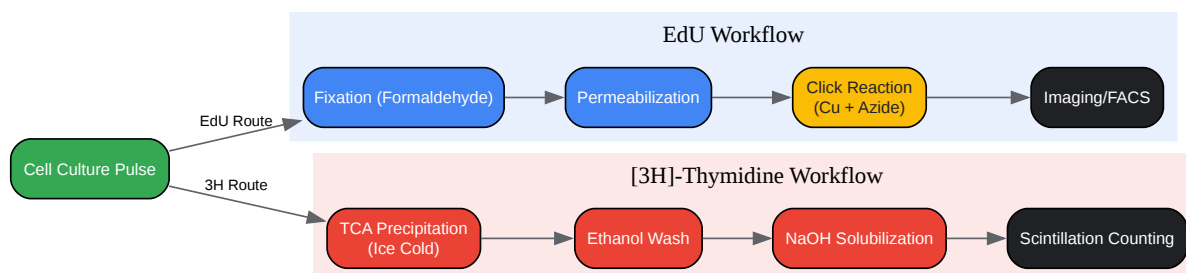 EdU Workflow
Fixation (Formaldehyde)
Permeabilization
Click Reaction
(Cu + Azide)
Imaging/FACS
EdU Route
Cell Culture Pulse
3H Route
[3H]-Thymidine Workflow
TCA Precipitation
(Ice Cold)
Ethanol Wash
NaOH Solubilization
Scintillation Counting